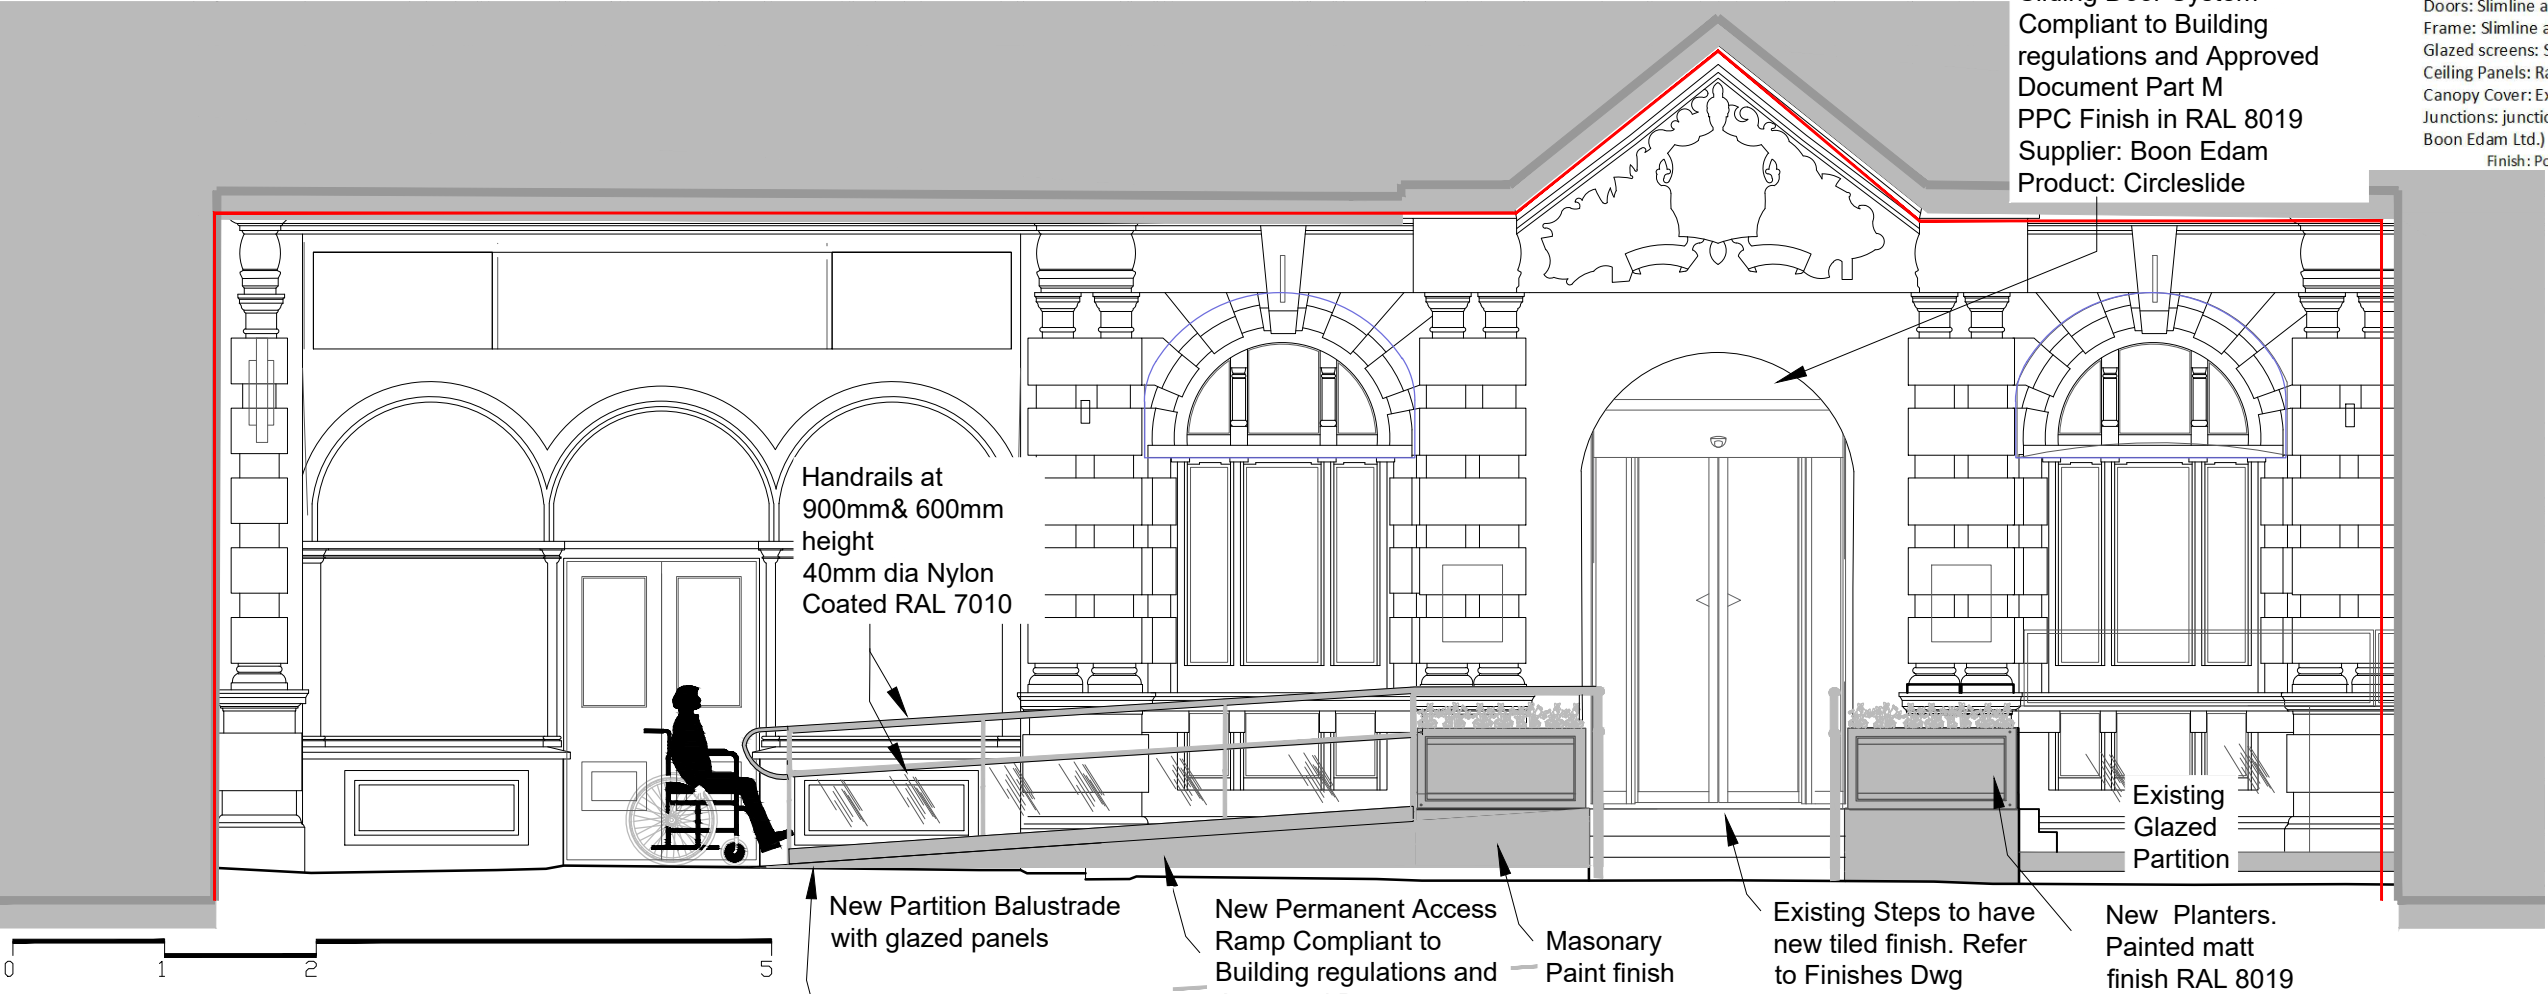 Sliding Door System
Compliant to Building
regulations and Approved
Document Part M
PPC Finish in RAL 8019
Supplier: Boon Edam
Product: Circleslide
Doors: Slimline
Frame: Slimline
Glazed screens:
Ceiling Panels:
Canopy Cover:
Junctions:
Boon Edam Ltd.)
Finish:
Handrails at
900mm& 600mm
height
40mm dia Nylon
Coated RAL 7010
Existing
Glazed
Partition
New Partition Balustrade
with glazed panels
New Permanent Access
Ramp Compliant to
Building regulations and
Masonary
Paint finish
Existing Steps to have
new tiled finish. Refer
to Finishes Dwg
New Planters.
Painted matt
finish RAL 8019
0 1 2 5